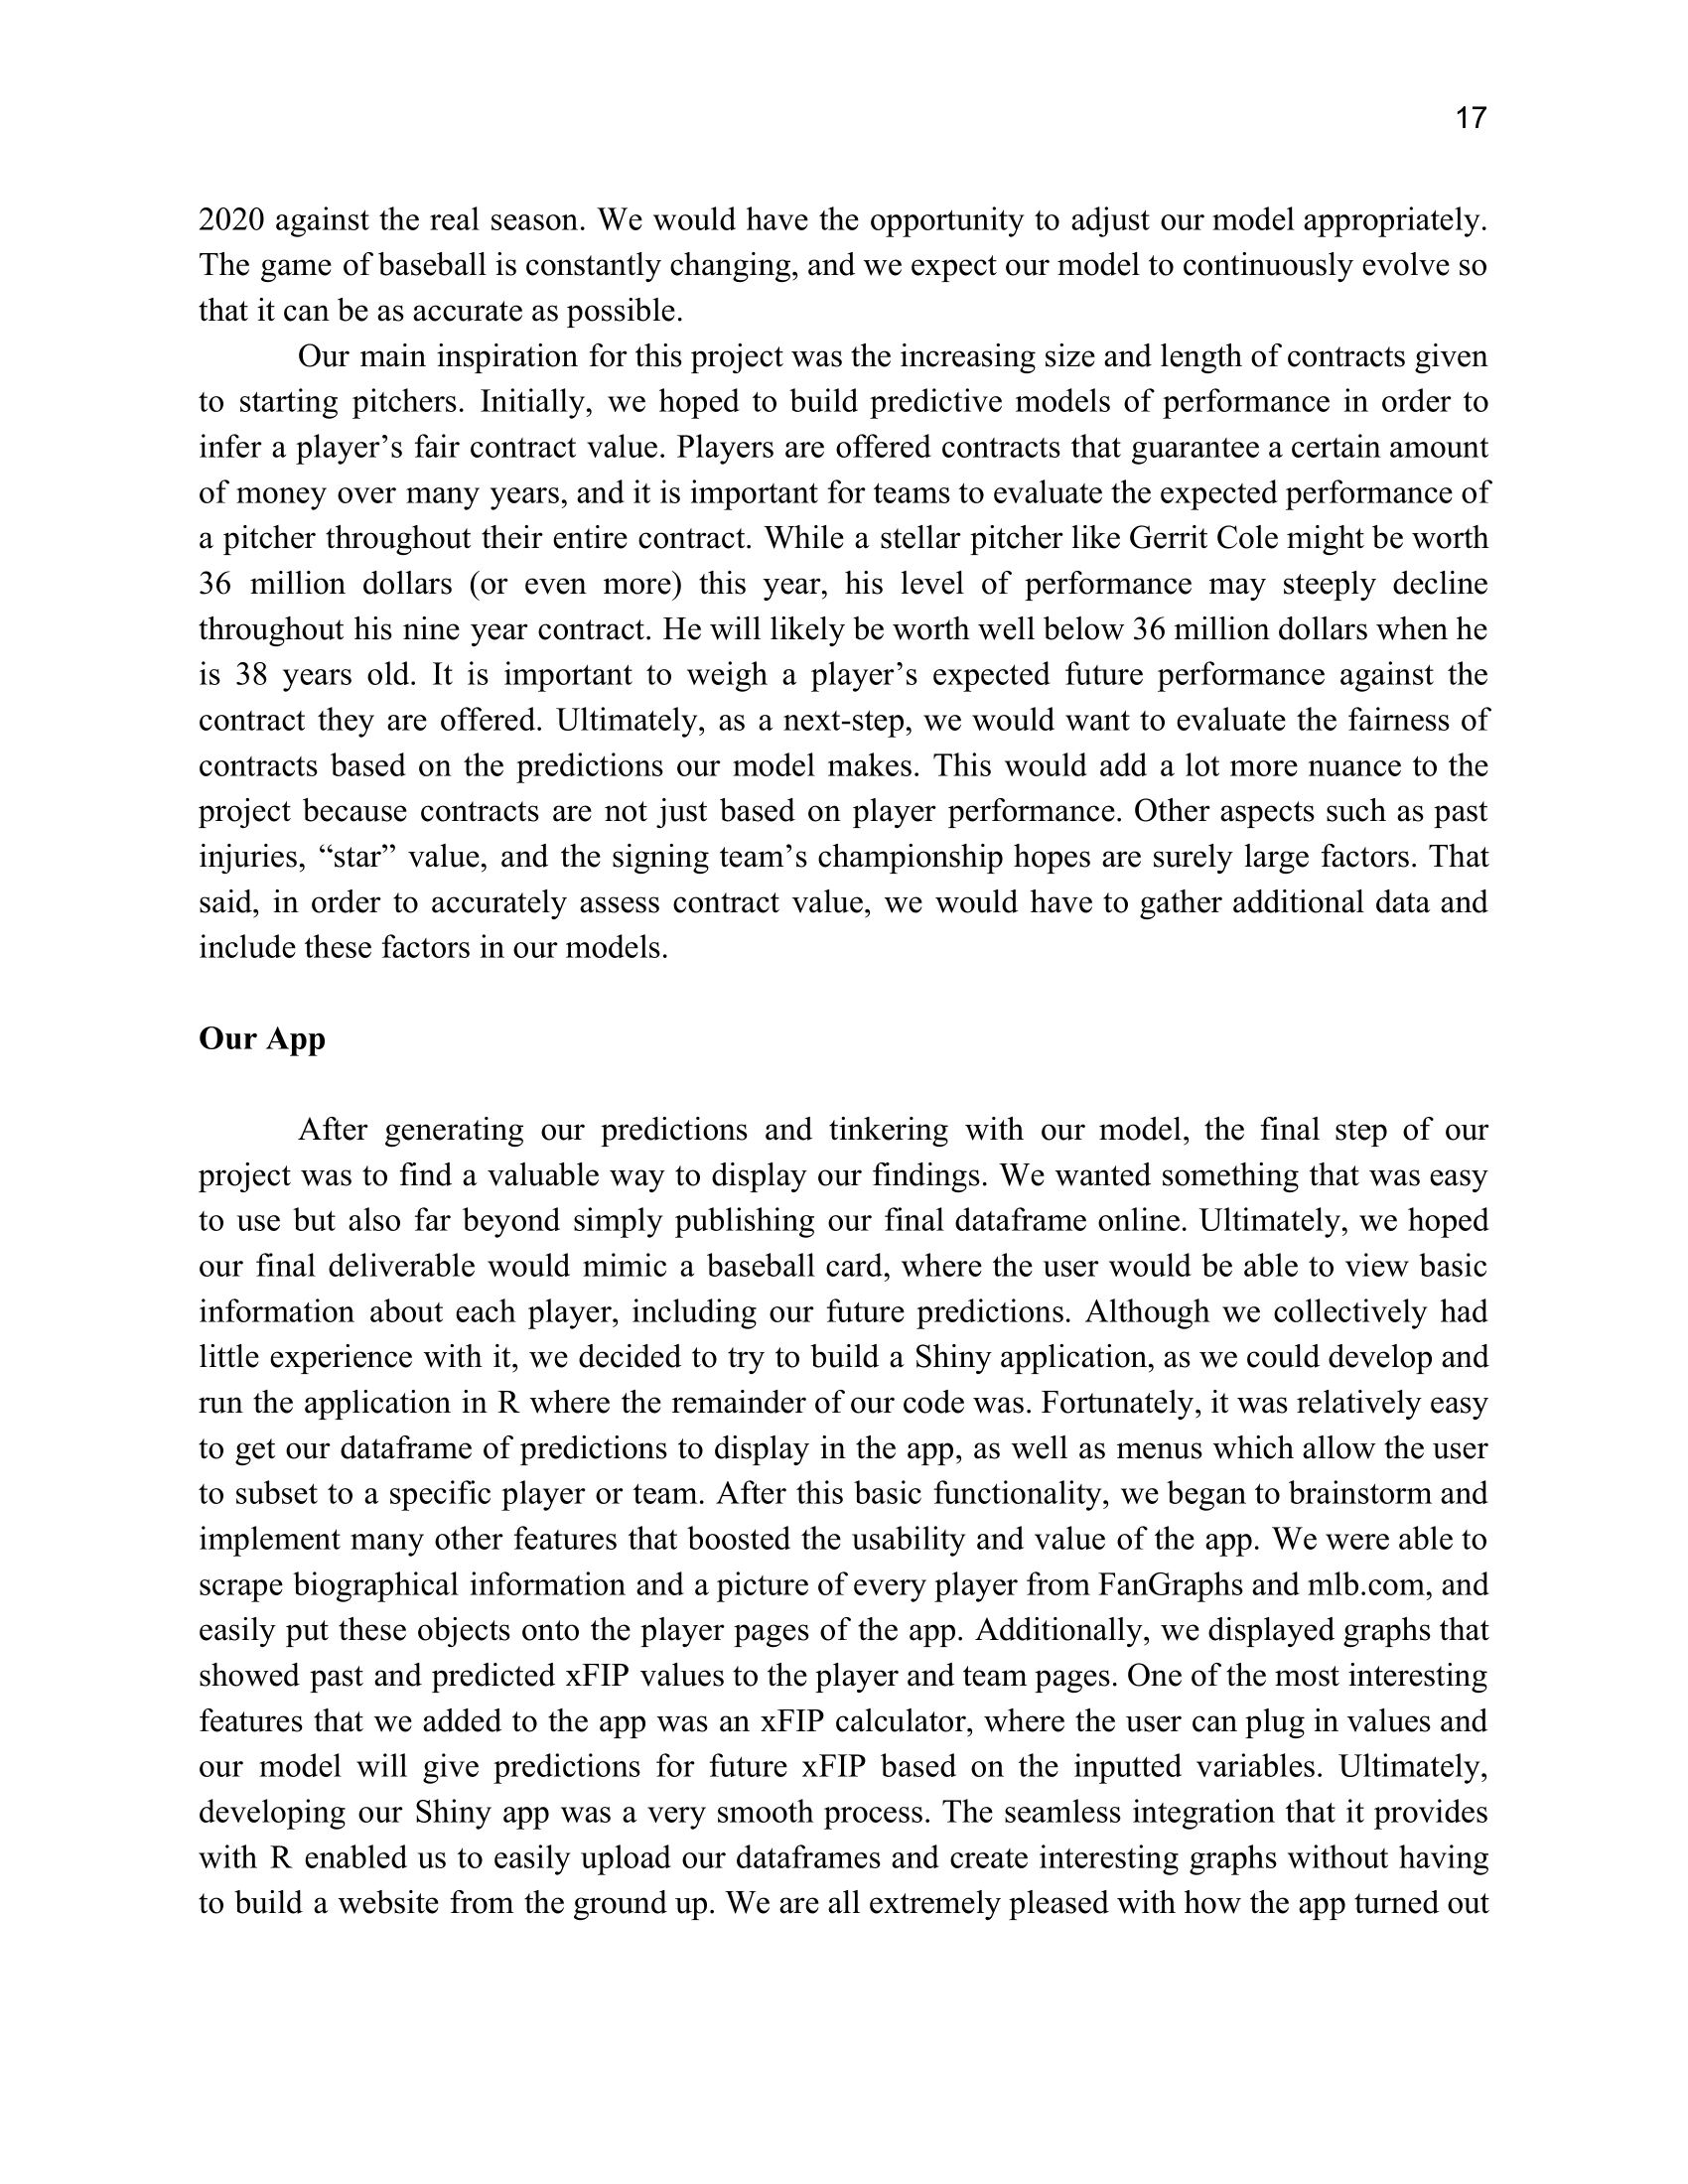 17
2020 against the real season. We would have the opportunity to adjust our model appropriately.
The game of baseball is constantly changing, and we expect our model to continuously evolve so
that it can be as accurate as possible.
Our main inspiration for this project was the increasing size and length of contracts given
to starting pitchers. Initially, we hoped to build predictive models of performance in order to
infer a player’s fair contract value. Players are offered contracts that guarantee a certain amount
of money over many years, and it is important for teams to evaluate the expected performance of
a pitcher throughout their entire contract. While a stellar pitcher like Gerrit Cole might be worth
36 million dollars (or even more) this year, his level of performance may steeply decline
throughout his nine year contract. He will likely be worth well below 36 million dollars when he
is 38 years old. It is important to weigh a player’s expected future performance against the
contract they are offered. Ultimately, as a next-step, we would want to evaluate the fairness of
contracts based on the predictions our model makes. This would add a lot more nuance to the
project because contracts are not just based on player performance. Other aspects such as past
injuries, “star” value, and the signing team’s championship hopes are surely large factors. That
said, in order to accurately assess contract value, we would have to gather additional data and
include these factors in our models.
Our App
After generating our predictions and tinkering with our model, the final step of our
project was to find a valuable way to display our findings. We wanted something that was easy
to use but also far beyond simply publishing our final dataframe online. Ultimately, we hoped
our final deliverable would mimic a baseball card, where the user would be able to view basic
information about each player, including our future predictions. Although we collectively had
little experience with it, we decided to try to build a Shiny application, as we could develop and
run the application in R where the remainder of our code was. Fortunately, it was relatively easy
to get our dataframe of predictions to display in the app, as well as menus which allow the user
to subset to a specific player or team. After this basic functionality, we began to brainstorm and
implement many other features that boosted the usability and value of the app. We were able to
scrape biographical information and a picture of every player from FanGraphs and mlb.com, and
easily put these objects onto the player pages of the app. Additionally, we displayed graphs that
showed past and predicted xFIP values to the player and team pages. One of the most interesting
features that we added to the app was an xFIP calculator, where the user can plug in values and
our model will give predictions for future xFIP based on the inputted variables. Ultimately,
developing our Shiny app was a very smooth process. The seamless integration that it provides
with R enabled us to easily upload our dataframes and create interesting graphs without having
to build a website from the ground up. We are all extremely pleased with how the app turned out